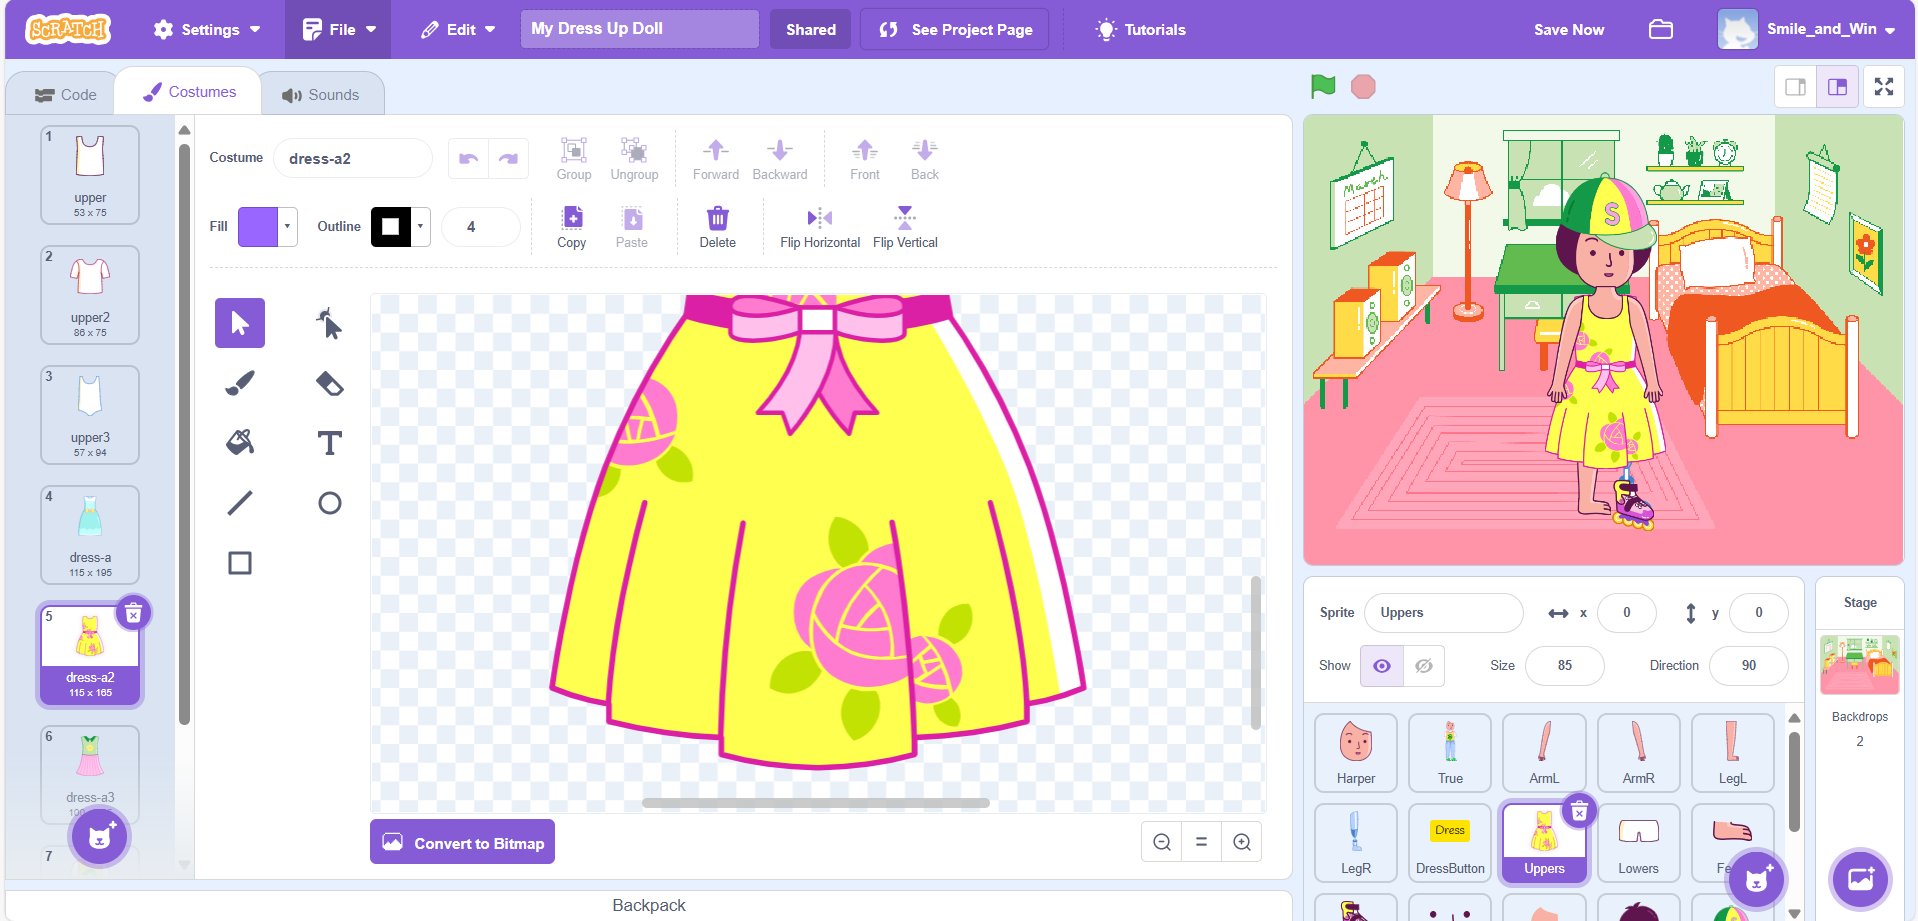 SCRATCH
Settings
File
Edit
My Dress Up Doll
Shared
See Project Page
Tutorials
Save Now
Smile_and_Win
Code
Costumes
Sounds
1
upper
53 x 75
2
upper2
86 x 75
3
upper3
57 x 94
4
dress-a
115 x 195
5
dress-a2
115 x 165
6
dress-a3
7
Costume
dress-a2
Group
Ungroup
Forward
Backward
Front
Back
Fill
Outline
4
Copy
Paste
Delete
Flip Horizontal
Flip Vertical
Convert to Bitmap
Backpack
March
S
Sprite
Uppers
x
0
y
0
Show
Size
85
Direction
90
Harper
True
ArmL
ArmR
LegL
LegR
Dress
DressButton
Uppers
Lowers
Stage
Backdrops
2